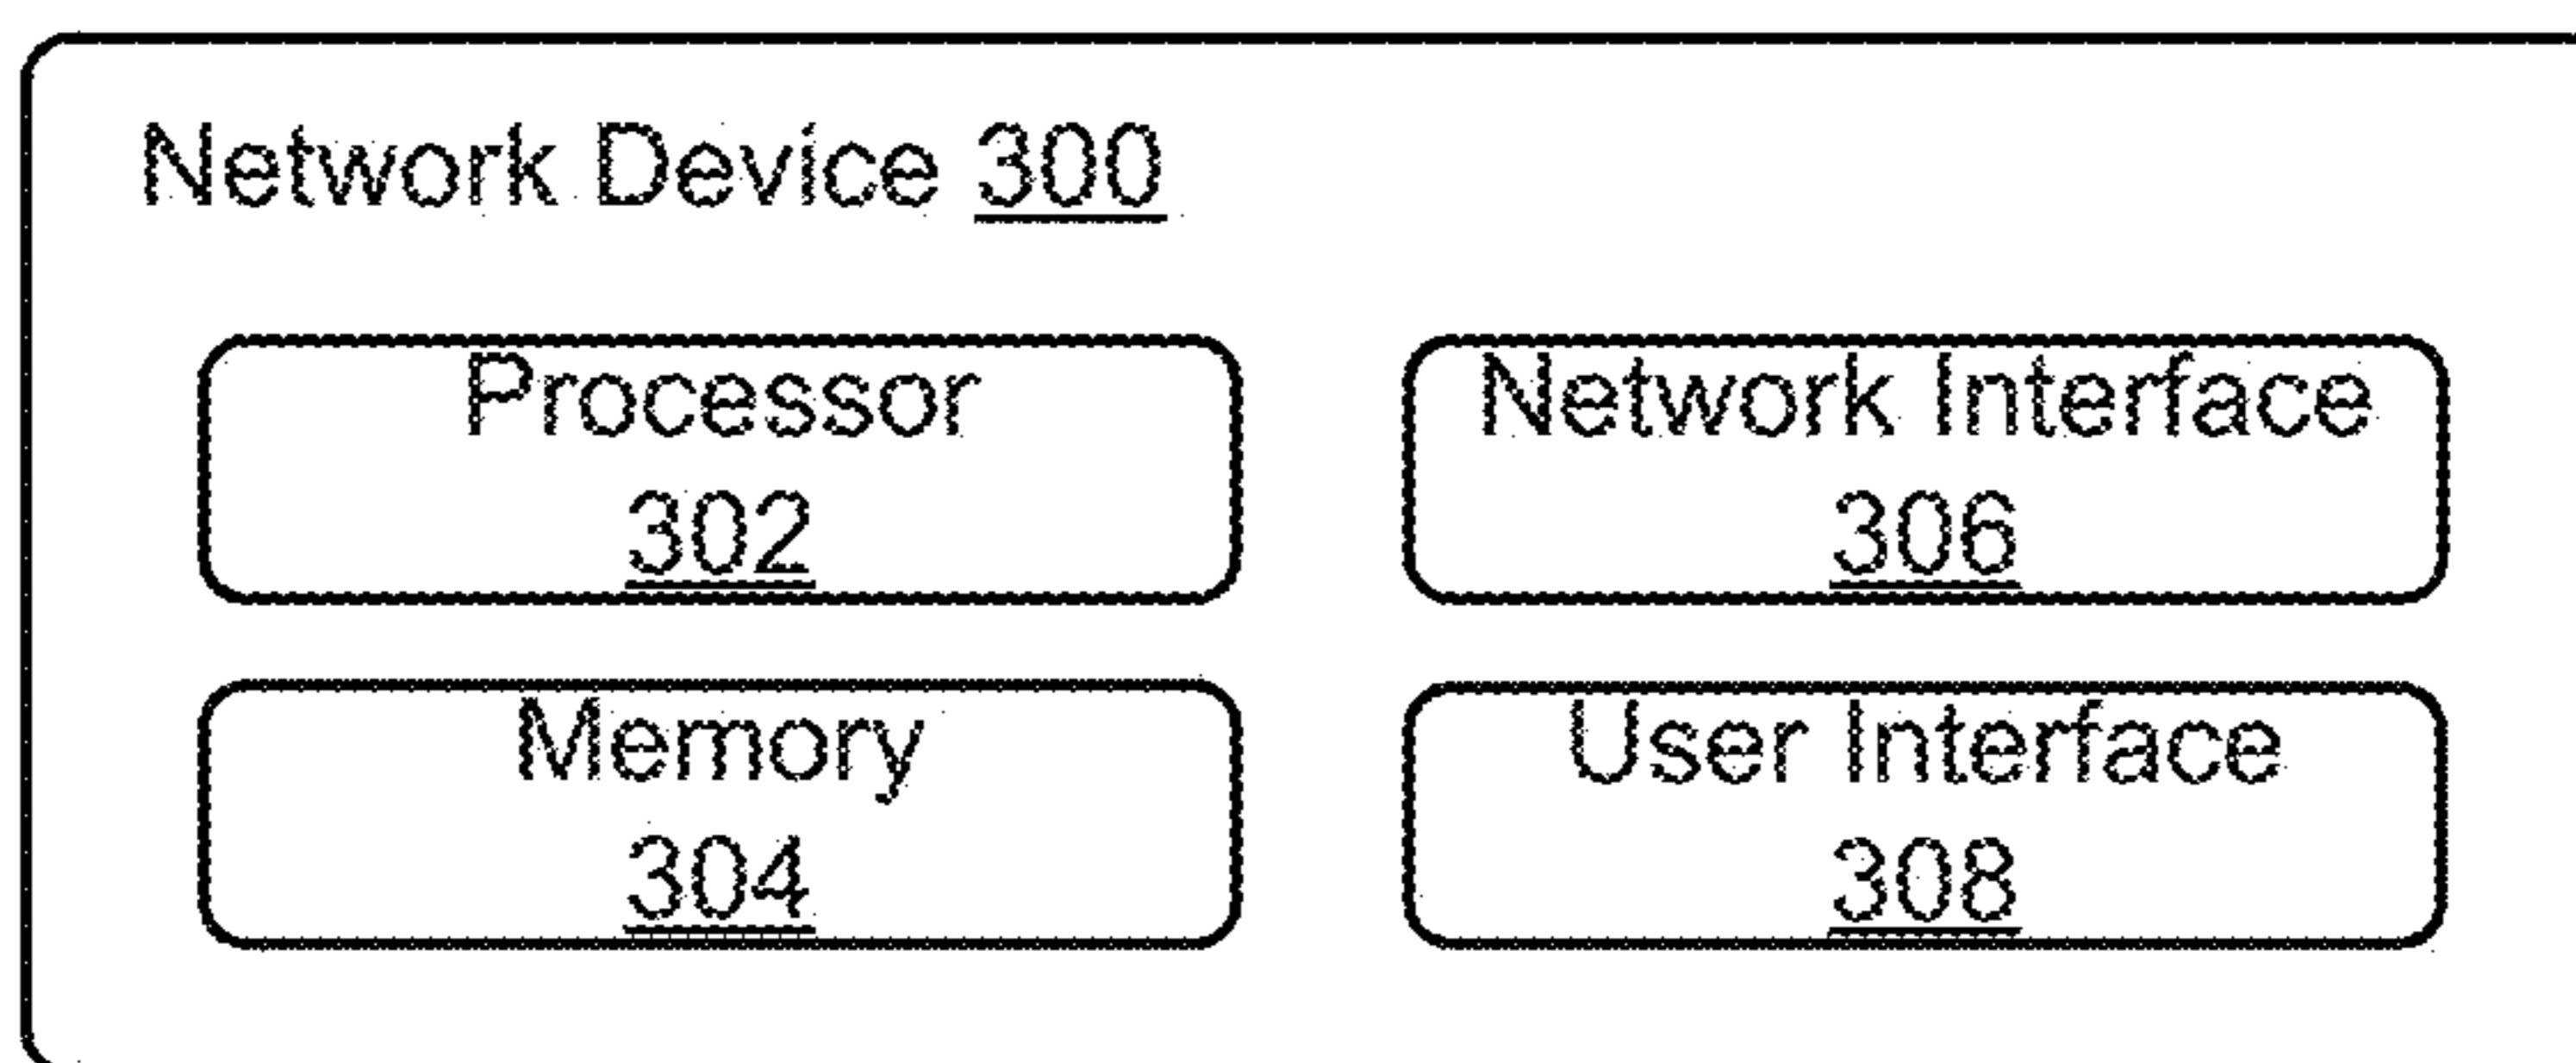 Network Device 300
Processor
302
Network Interface
306
Memory
304
User Interface
308